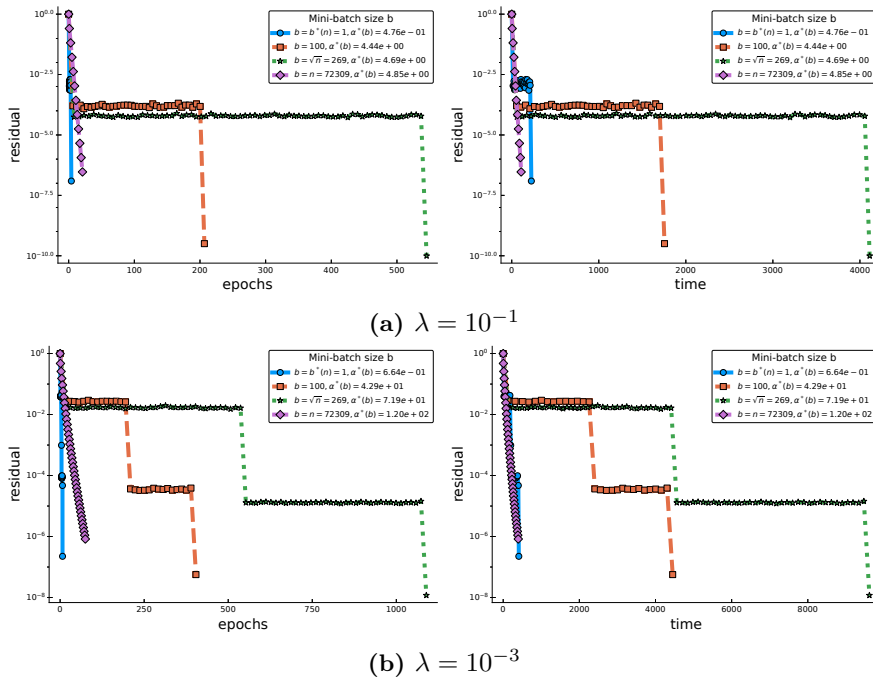 Mini-batch size b
b = b*(n) = 1, α*(b) = 4.76e − 01
b = 100, α*(b) = 4.44e + 00
b = √n = 269, α*(b) = 4.69e + 00
b = n = 72309, α*(b) = 4.85e + 00
residual
10^0.0
10^−2.5
10^−5.0
10^−7.5
10^−10.0
0 100 200 300 400 500
epochs
Mini-batch size b
b = b*(n) = 1, α*(b) = 4.76e − 01
b = 100, α*(b) = 4.44e + 00
b = √n = 269, α*(b) = 4.69e + 00
b = n = 72309, α*(b) = 4.85e + 00
residual
10^0.0
10^−2.5
10^−5.0
10^−7.5
10^−10.0
0 1000 2000 3000 4000
time
(a) λ = 10^−1
Mini-batch size b
b = b*(n) = 1, α*(b) = 6.64e − 01
b = 100, α*(b) = 4.29e + 01
b = √n = 269, α*(b) = 7.19e + 01
b = n = 72309, α*(b) = 1.20e + 02
residual
10^0
10^−2
10^−4
10^−6
10^−8
0 250 500 750 1000
epochs
Mini-batch size b
b = b*(n) = 1, α*(b) = 6.64e − 01
b = 100, α*(b) = 4.29e + 01
b = √n = 269, α*(b) = 7.19e + 01
b = n = 72309, α*(b) = 1.20e + 02
residual
10^0
10^−2
10^−4
10^−6
10^−8
0 2000 4000 6000 8000
time
(b) λ = 10^−3